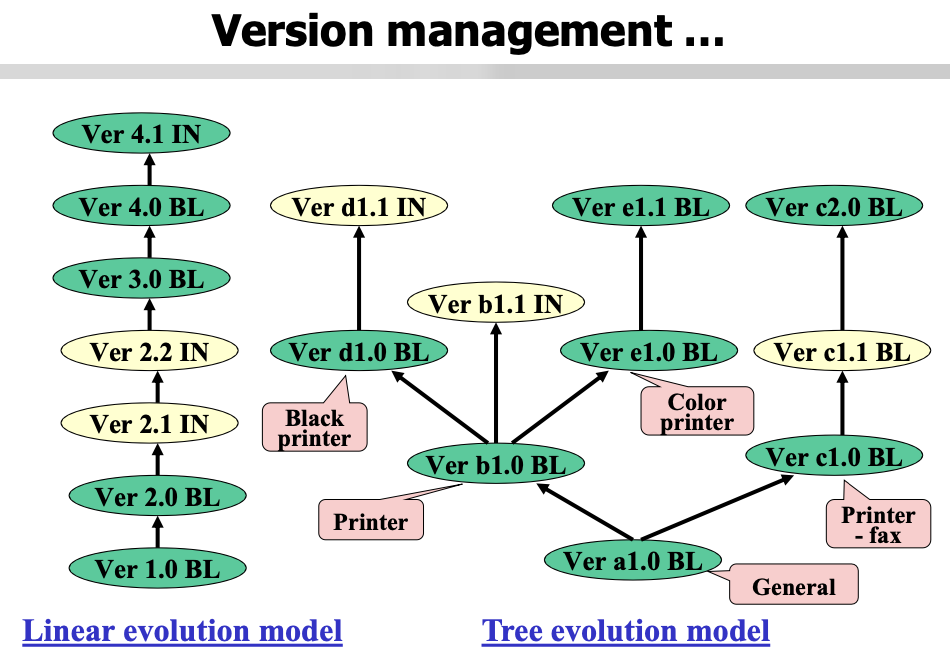 Version management ...
Ver 4.1 IN
Ver 4.0 BL
Ver 3.0 BL
Ver 2.2 IN
Ver 2.1 IN
Ver 2.0 BL
Ver 1.0 BL
Linear evolution model
Ver d1.1 IN
Ver e1.1 BL
Ver c2.0 BL
Ver b1.1 IN
Ver d1.0 BL
Ver e1.0 BL
Ver c1.1 BL
Black
printer
Color
printer
Ver b1.0 BL
Ver c1.0 BL
Printer
Printer
- fax
Ver a1.0 BL
General
Tree evolution model